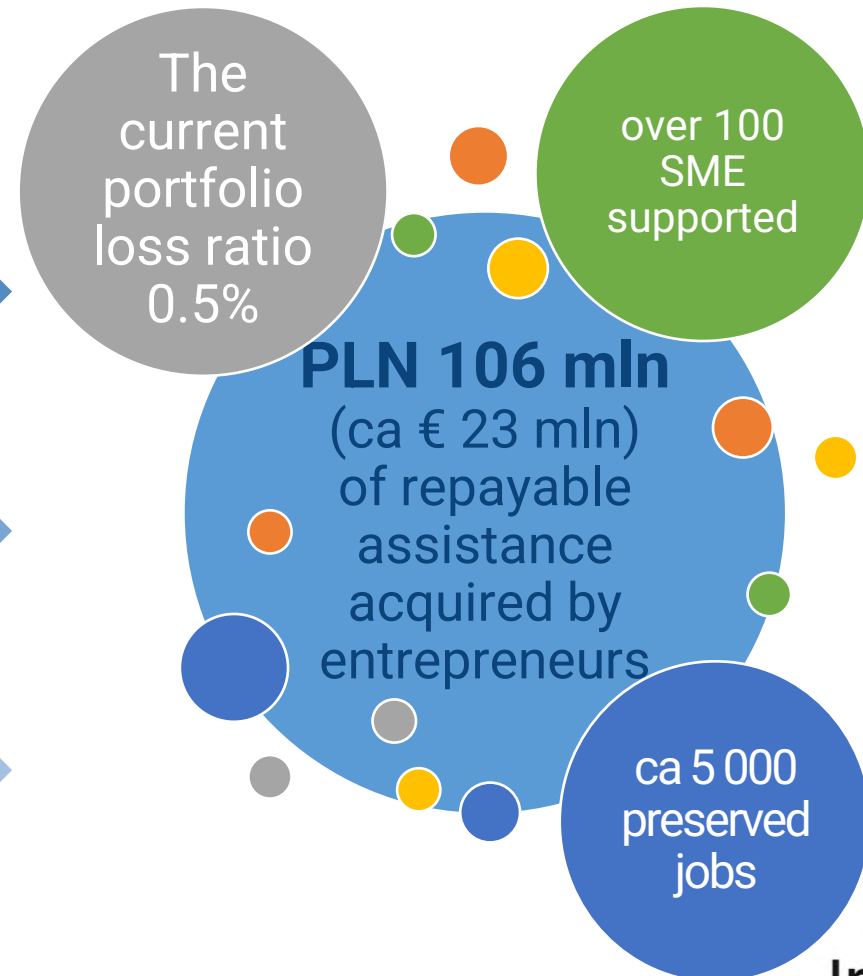 The
current
portfolio
loss ratio
0.5%
over 100
SME
supported
PLN 106 mln
(ca € 23 mln)
of repayable
assistance
acquired by
entrepreneurs
ca 5 000
preserved
jobs